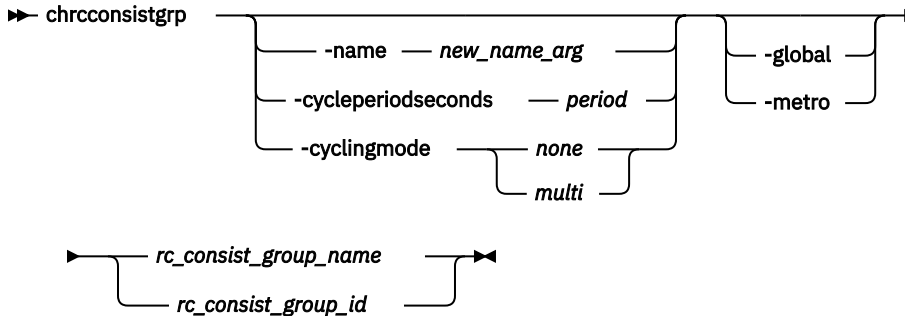 chrcconsistgrp
-name new_name_arg
-global
-cycleperiodseconds period
-metro
-cyclingmode none
multi
rc_consist_group_name
rc_consist_group_id